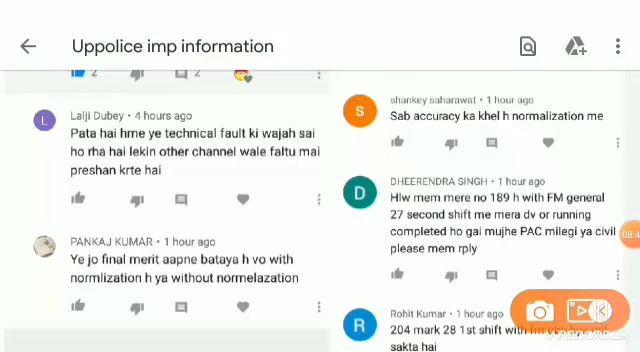 Uppolice imp information
2
2
L
Lalji Dubey • 4 hours ago
Pata hai hme ye technical fault ki wajah sai
ho rha hai lekin other channel wale faltu mai
preshan krte hai
PANKAJ KUMAR • 1 hour ago
Ye jo final merit aapne bataya h vo with
normlization h ya without normelazation
S
shankey saharawat • 1 hour ago
Sab accuracy ka khel h normalization me
D
DHEERENDRA SINGH • 1 hour ago
Hlw mem mere no 189 h with FM general
27 second shift me mera dv or running
completed ho gai mujhe PAC milegi ya civil
please mem rply
08:4
R
Rohit Kumar • 1 hour ago
204 mark 28 1st shift with fm
sakta hai